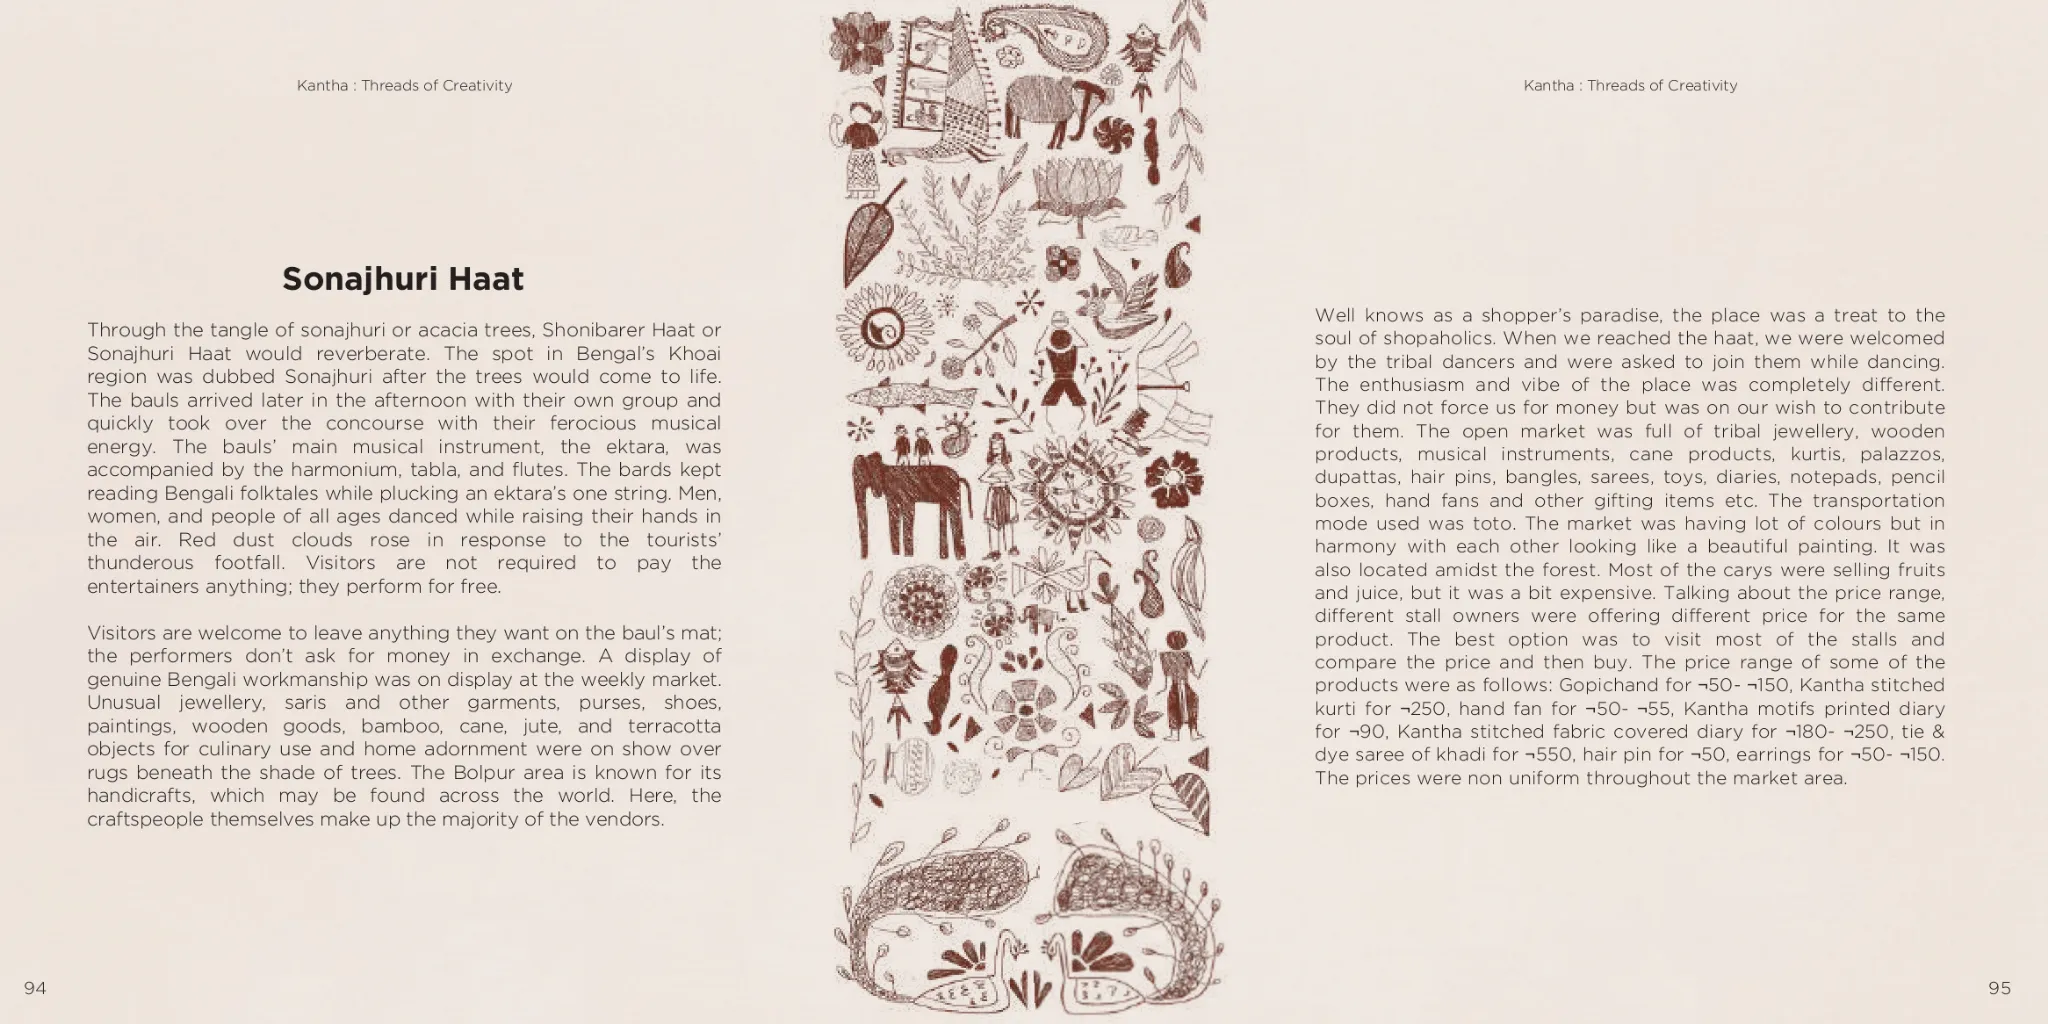 Kantha : Threads of Creativity
Sonajhuri Haat
Through the tangle of sonajhuri or acacia trees, Shonibarer Haat or
Sonajhuri Haat would reverberate. The spot in Bengal's Khoai
region was dubbed Sonajhuri after the trees would come to life.
The bauls arrived later in the afternoon with their own group and
quickly took over the concourse with their ferocious musical
energy. The bauls' main musical instrument, the ektara, was
accompanied by the harmonium, tabla, and flutes. The bards kept
reading Bengali folktales while plucking an ektara's one string. Men,
women, and people of all ages danced while raising their hands in
the air. Red dust clouds rose in response to the tourists'
thunderous footfall. Visitors are not required to pay the
entertainers anything; they perform for free.
Visitors are welcome to leave anything they want on the baul's mat;
the performers don't ask for money in exchange. A display of
genuine Bengali workmanship was on display at the weekly market.
Unusual jewellery, saris and other garments, purses, shoes,
paintings, wooden goods, bamboo, cane, jute, and terracotta
objects for culinary use and home adornment were on show over
rugs beneath the shade of trees. The Bolpur area is known for its
handicrafts, which may be found across the world. Here, the
craftspeople themselves make up the majority of the vendors.
94
Kantha : Threads of Creativity
Well knows as a shopper's paradise, the place was a treat to the
soul of shopaholics. When we reached the haat, we were welcomed
by the tribal dancers and were asked to join them while dancing.
The enthusiasm and vibe of the place was completely different.
They did not force us for money but was on our wish to contribute
for them. The open market was full of tribal jewellery, wooden
products, musical instruments, cane products, kurtis, palazzos,
dupattas, hair pins, bangles, sarees, toys, diaries, notepads, pencil
boxes, hand fans and other gifting items etc. The transportation
mode used was toto. The market was having lot of colours but in
harmony with each other looking like a beautiful painting. It was
also located amidst the forest. Most of the carys were selling fruits
and juice, but it was a bit expensive. Talking about the price range,
different stall owners were offering different price for the same
product. The best option was to visit most of the stalls and
compare the price and then buy. The price range of some of the
products were as follows: Gopichand for ¬50- ¬150, Kantha stitched
kurti for ¬250, hand fan for ¬50- ¬55, Kantha motifs printed diary
for ¬90, Kantha stitched fabric covered diary for ¬180- ¬250, tie &
dye saree of khadi for ¬550, hair pin for ¬50, earrings for ¬50- ¬150.
The prices were non uniform throughout the market area.
95